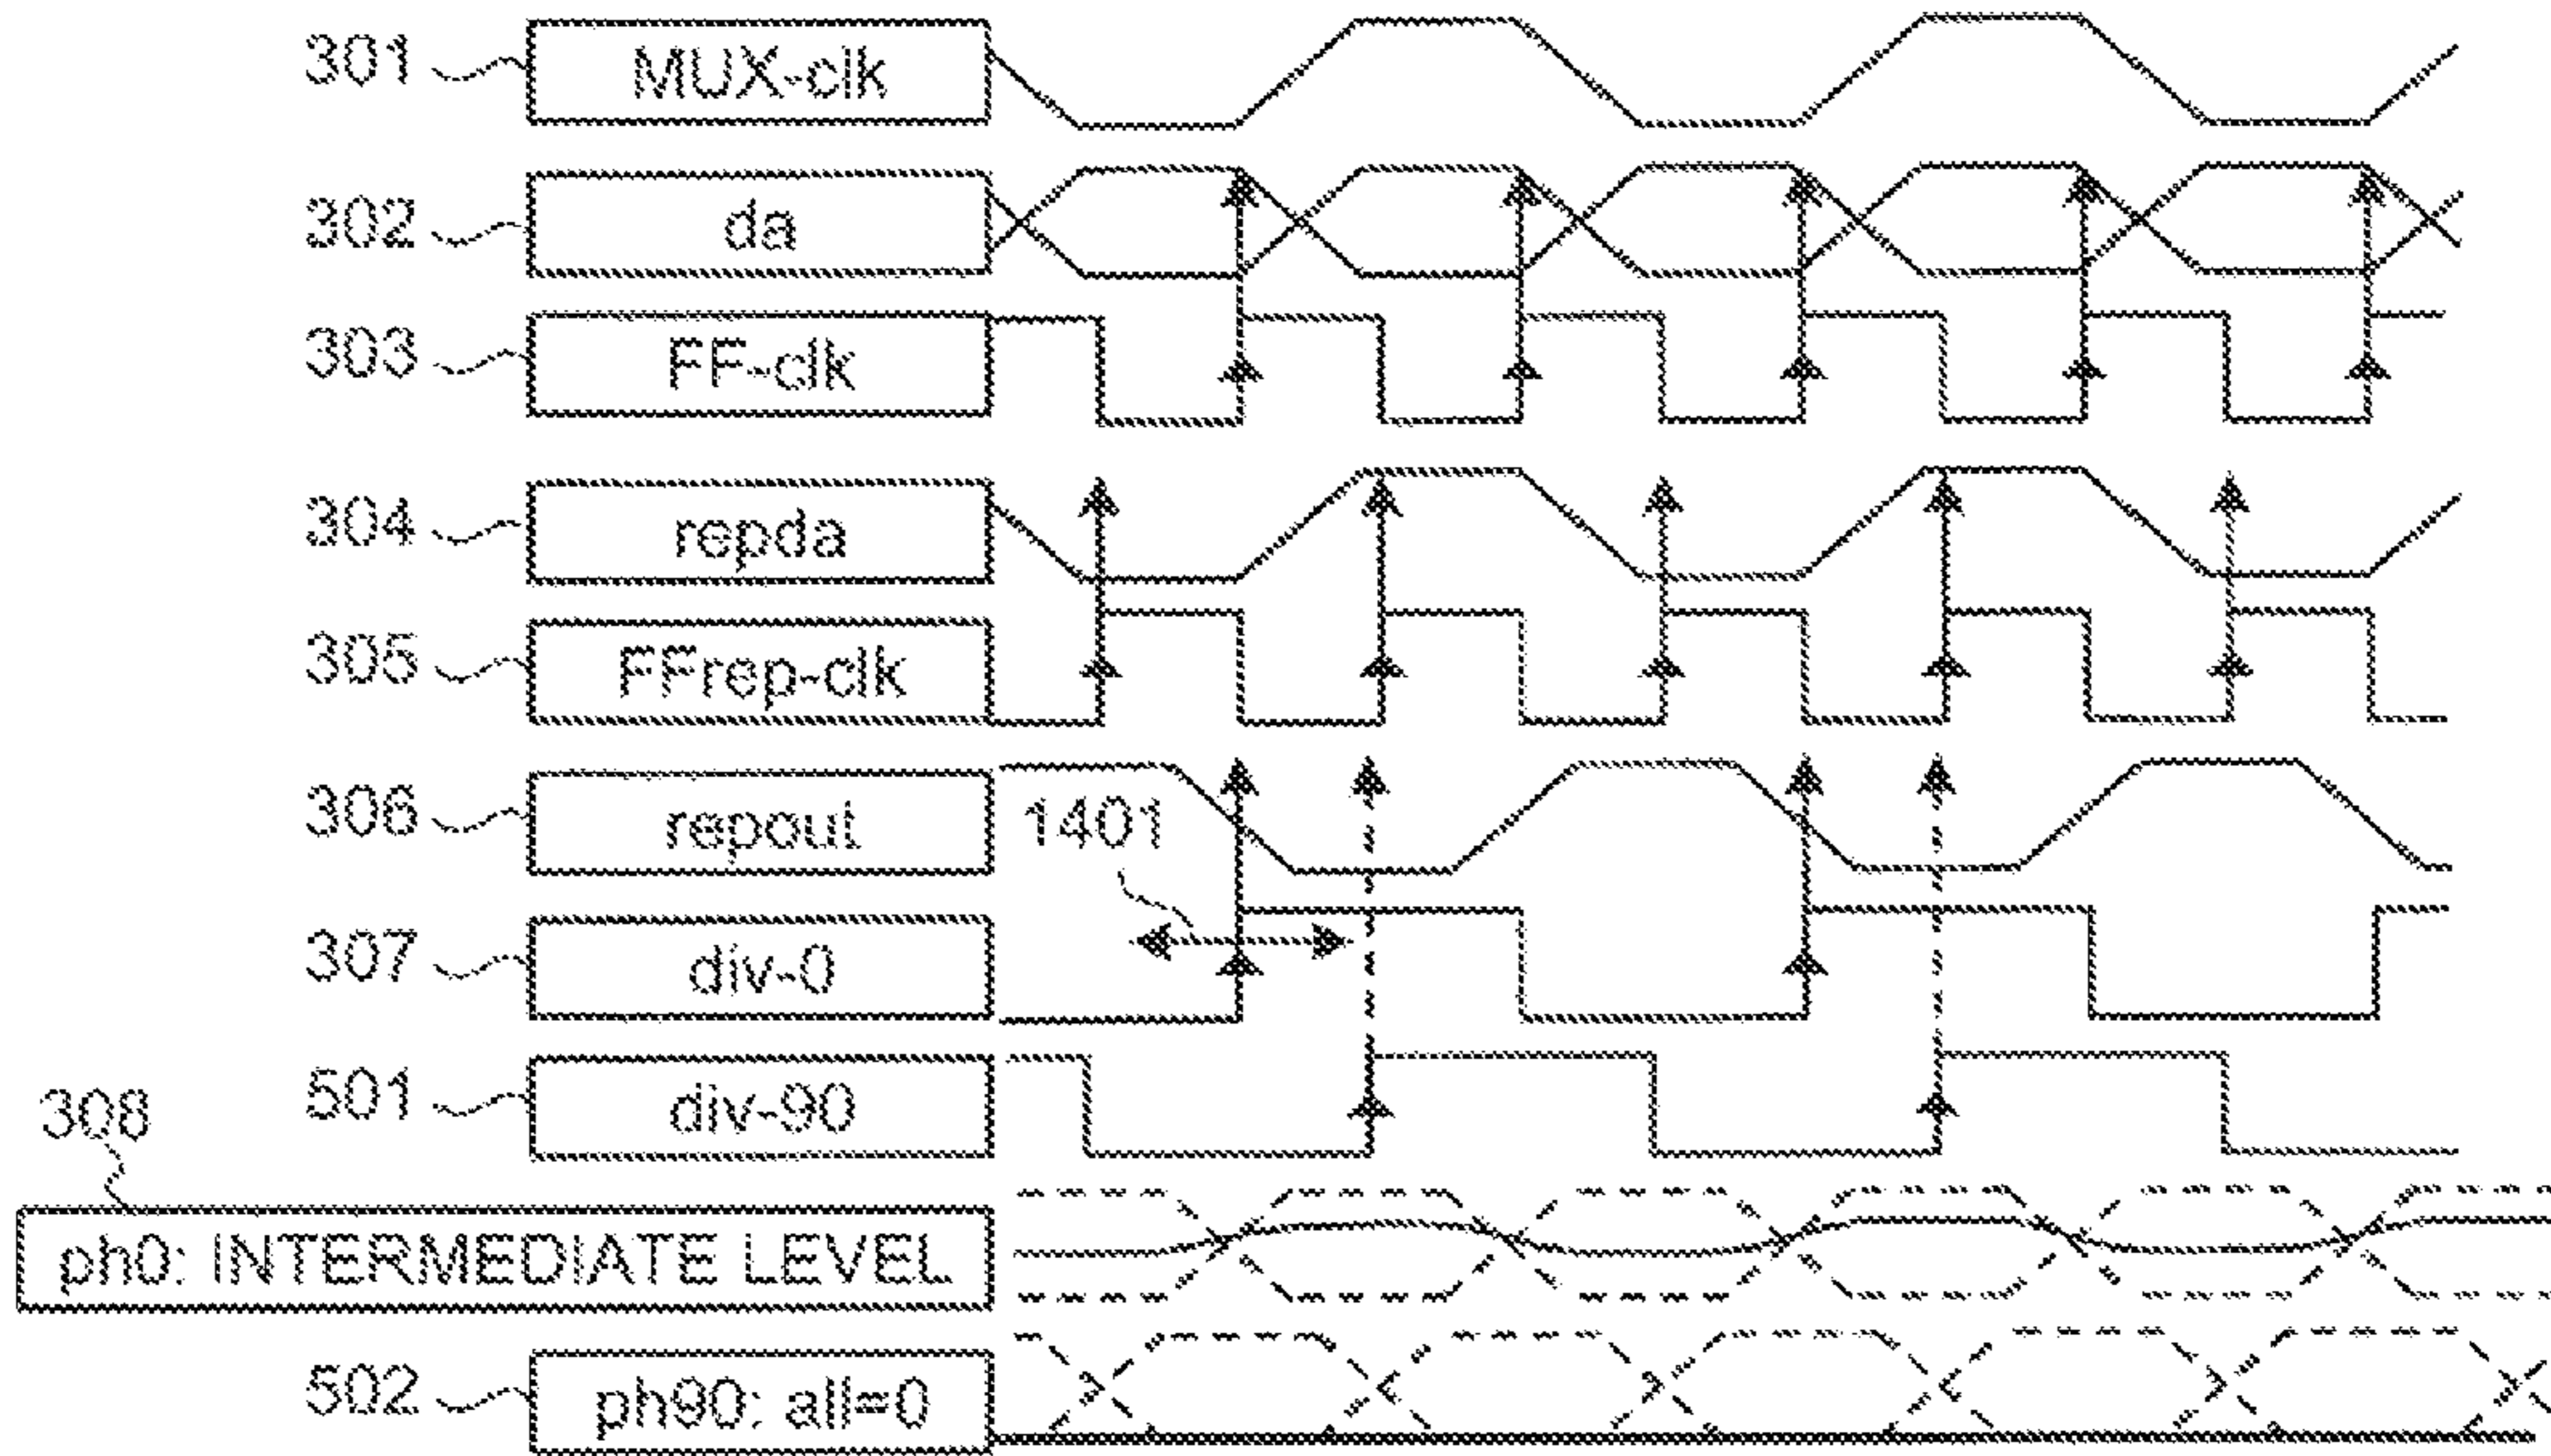 301 MUX-clk
302 da
303 FF-clk
304 repda
305 FFrep-clk
306 repout
1401
307 div-0
501 div-90
308
ph0: INTERMEDIATE LEVEL
502 ph90: all=0